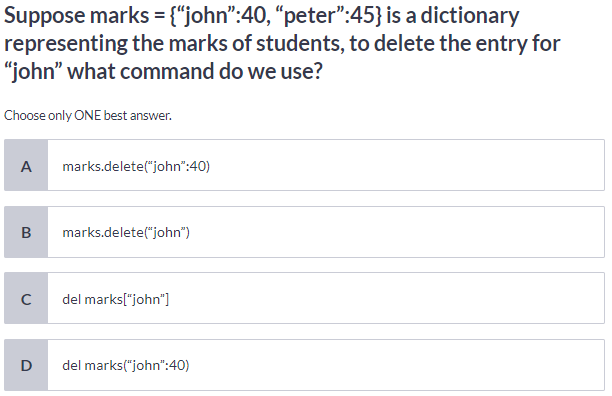 Suppose marks = {“john”:40, “peter”:45} is a dictionary
representing the marks of students, to delete the entry for
“john” what command do we use?
Choose only ONE best answer.
A marks.delete(“john”:40)
B marks.delete(“john”)
C del marks[“john”]
D del marks(“john”:40)